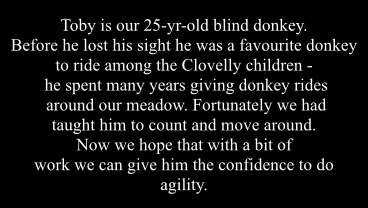 Toby is our 25-yr-old blind donkey.
Before he lost his sight he was a favourite donkey
to ride among the Clovelly children -
he spent many years giving donkey rides
around our meadow. Fortunately we had
taught him to count and move around.
Now we hope that with a bit of
work we can give him the confidence to do
agility.